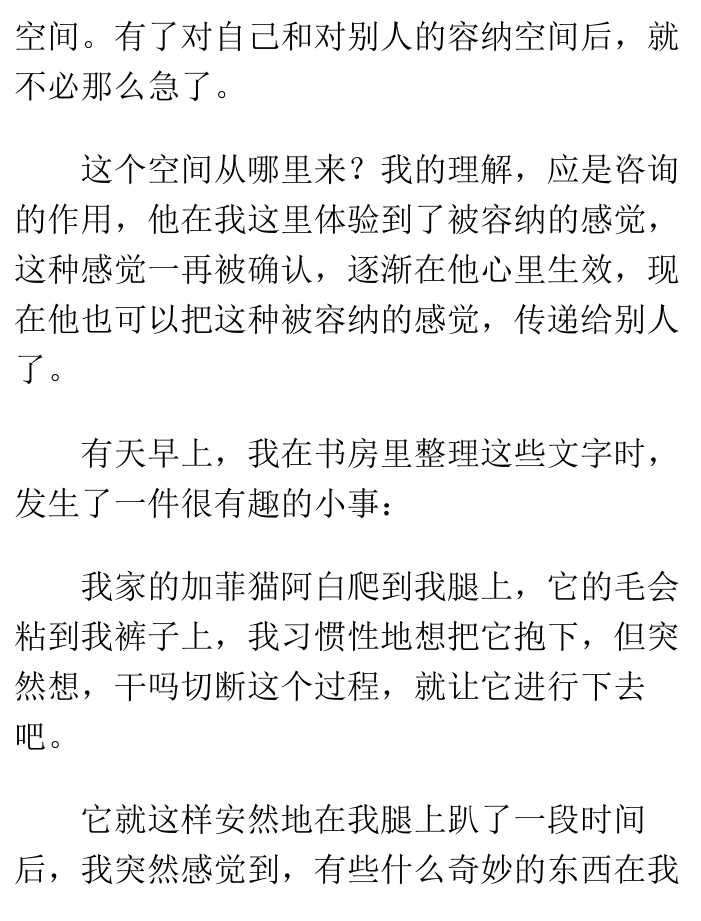 空间。有了对自己和对别人的容纳空间后，就
不必那么急了。
这个空间从哪里来？我的理解，应是咨询
的作用，他在我这里体验到了被容纳的感觉，
这种感觉一再被确认，逐渐在他心里生效，现
在他也可以把这种被容纳的感觉，传递给别人
了。
有天早上，我在书房里整理这些文字时，
发生了一件很有趣的小事：
我家的加菲猫阿白爬到我腿上，它的毛会
粘到我裤子上，我习惯性地想把它抱下，但突
然想，干吗切断这个过程，就让它进行下去
吧。
它就这样安然地在我腿上趴了一段时间
后，我突然感觉到，有些什么奇妙的东西在我